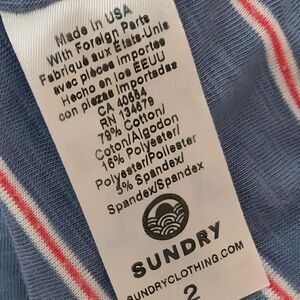 Made in USA
With Foreign Parts
Fabriqué aux États-Unis
avec pièces importées
Hecho en los EEUU
con piezas importadas
CA 40684
RN 134679
79% Cotton/
Coton/Algodon
16% Polyester/
Polyester/Poliester
5% Spandex/
Spandex/Spandex
SUNDRY
SUNDRYCLOTHING.COM
2